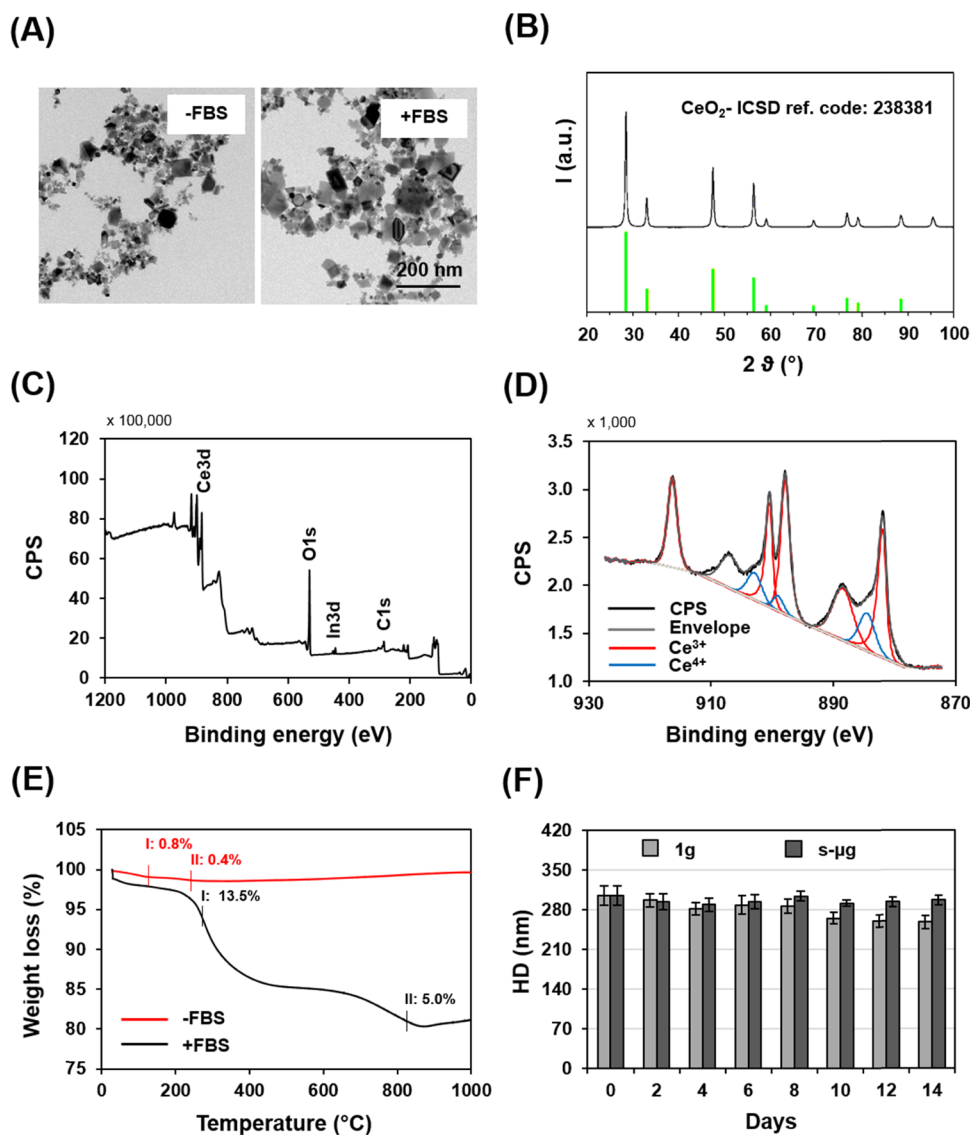 (A)
-FBS
+FBS
200 nm
(B)
CeO₂- ICSD ref. code: 238381
I (a.u.)
20 30 40 50 60 70 80 90 100
2 ϑ (°)
(C)
x 100,000
120
100
80
60
40
20
0
CPS
Ce3d
O1s
In3d
C1s
1200 1000 800 600 400 200 0
Binding energy (eV)
(D)
x 1,000
3.5
3.0
2.5
2.0
1.5
1.0
CPS
CPS
Envelope
Ce³⁺
Ce⁴⁺
930 910 890 870
Binding energy (eV)
(E)
105
100
95
90
85
80
75
Weight loss (%)
I: 0.8%
II: 0.4%
I: 13.5%
II: 5.0%
-FBS
+FBS
0 200 400 600 800 1000
Temperature (°C)
(F)
420
350
280
210
140
70
0
HD (nm)
1g
s-μg
0 2 4 6 8 10 12 14
Days